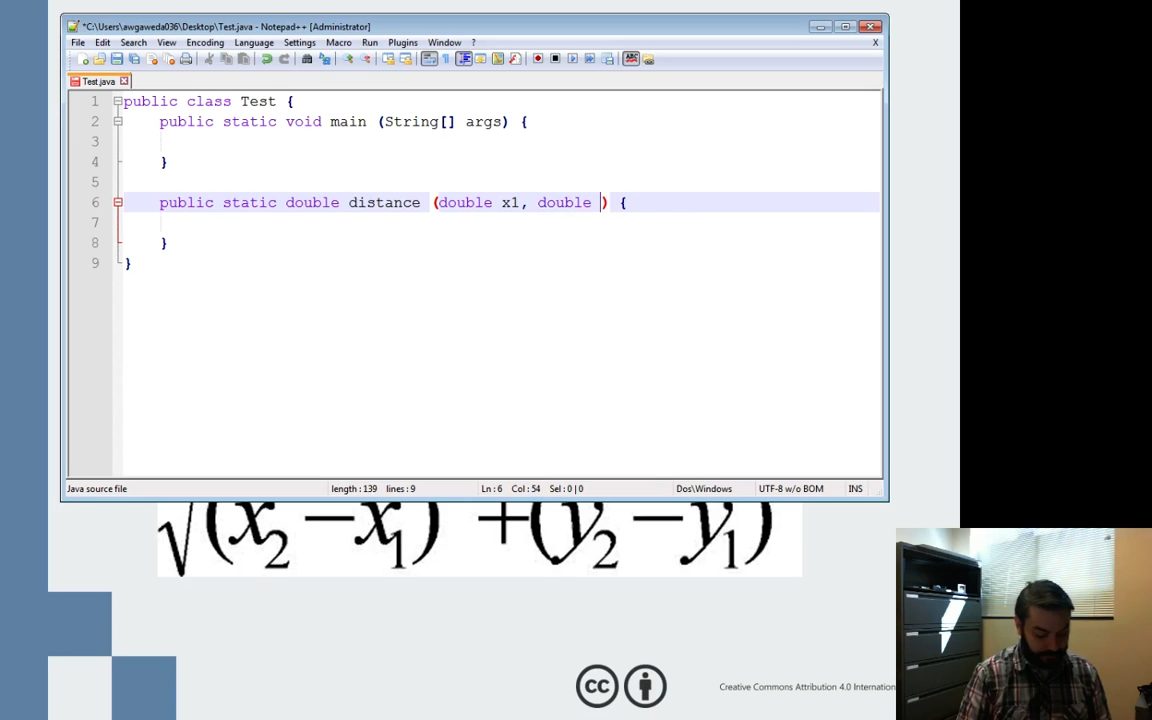 *C:\Users\awgaweda036\Desktop\Test.java - Notepad++ [Administrator]
File Edit Search View Encoding Language Settings Macro Run Plugins Window ? X
Test.java
1 public class Test {
2 public static void main (String[] args) {
3
4 }
5
6 public static double distance (double x1, double ) {
7
8 }
9 }
Java source file length : 139 lines : 9 Ln : 6 Col : 54 Sel : 0 | 0 Dos\Windows UTF-8 w/o BOM INS
√(x₂−x₁) +(y₂−y₁)
cc
Creative Commons Attribution 4.0 Internation